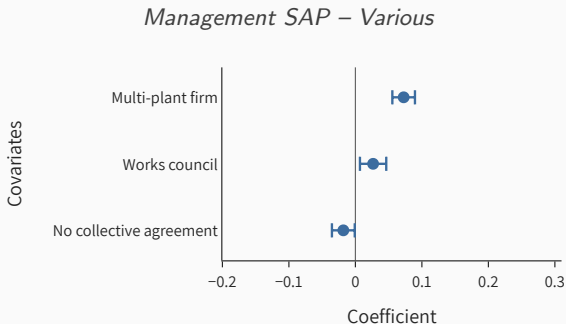 Management SAP – Various
Covariates
Multi-plant firm
Works council
No collective agreement
−0.2 −0.1 0 0.1 0.2 0.3
Coefficient